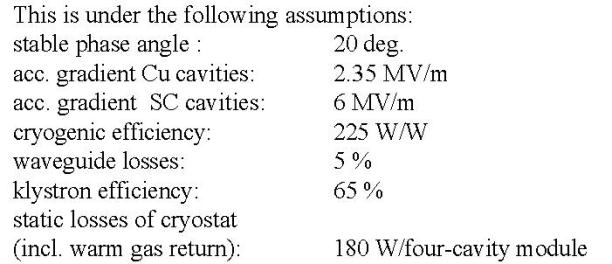 This is under the following assumptions:
stable phase angle : 20 deg.
acc. gradient Cu cavities: 2.35 MV/m
acc. gradient SC cavities: 6 MV/m
cryogenic efficiency: 225 W/W
waveguide losses: 5 %
klystron efficiency: 65 %
static losses of cryostat
(incl. warm gas return): 180 W/four-cavity module